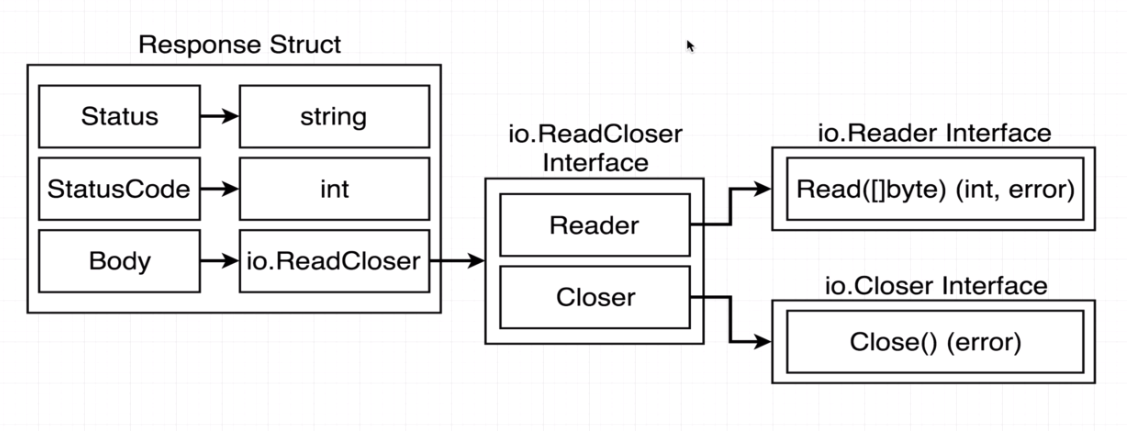 Response Struct
Status
string
StatusCode
int
Body
io.ReadCloser
io.ReadCloser
Interface
Reader
Closer
io.Reader Interface
Read([]byte) (int, error)
io.Closer Interface
Close() (error)